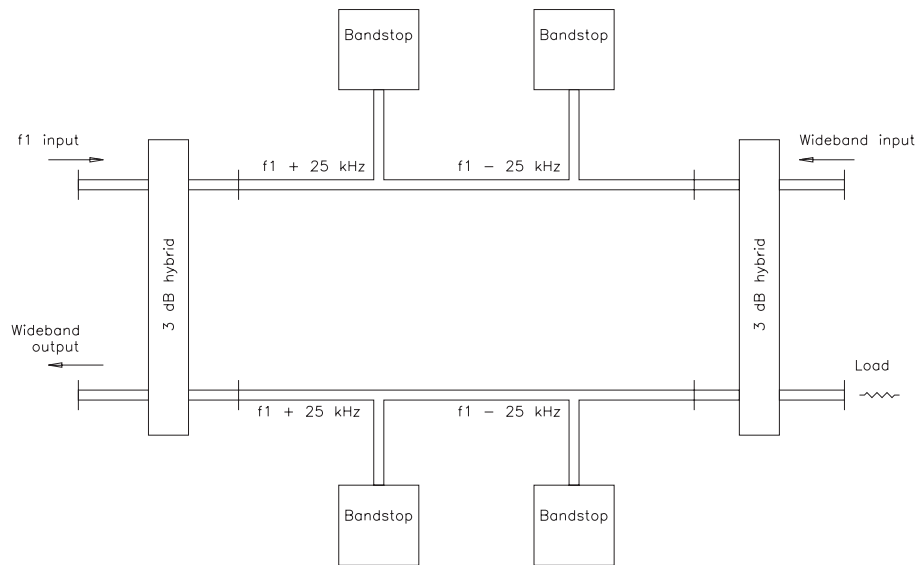 Bandstop
Bandstop
f1 input
Wideband input
f1 + 25 kHz
f1 - 25 kHz
3 dB hybrid
3 dB hybrid
Wideband
output
Load
f1 + 25 kHz
f1 - 25 kHz
Bandstop
Bandstop